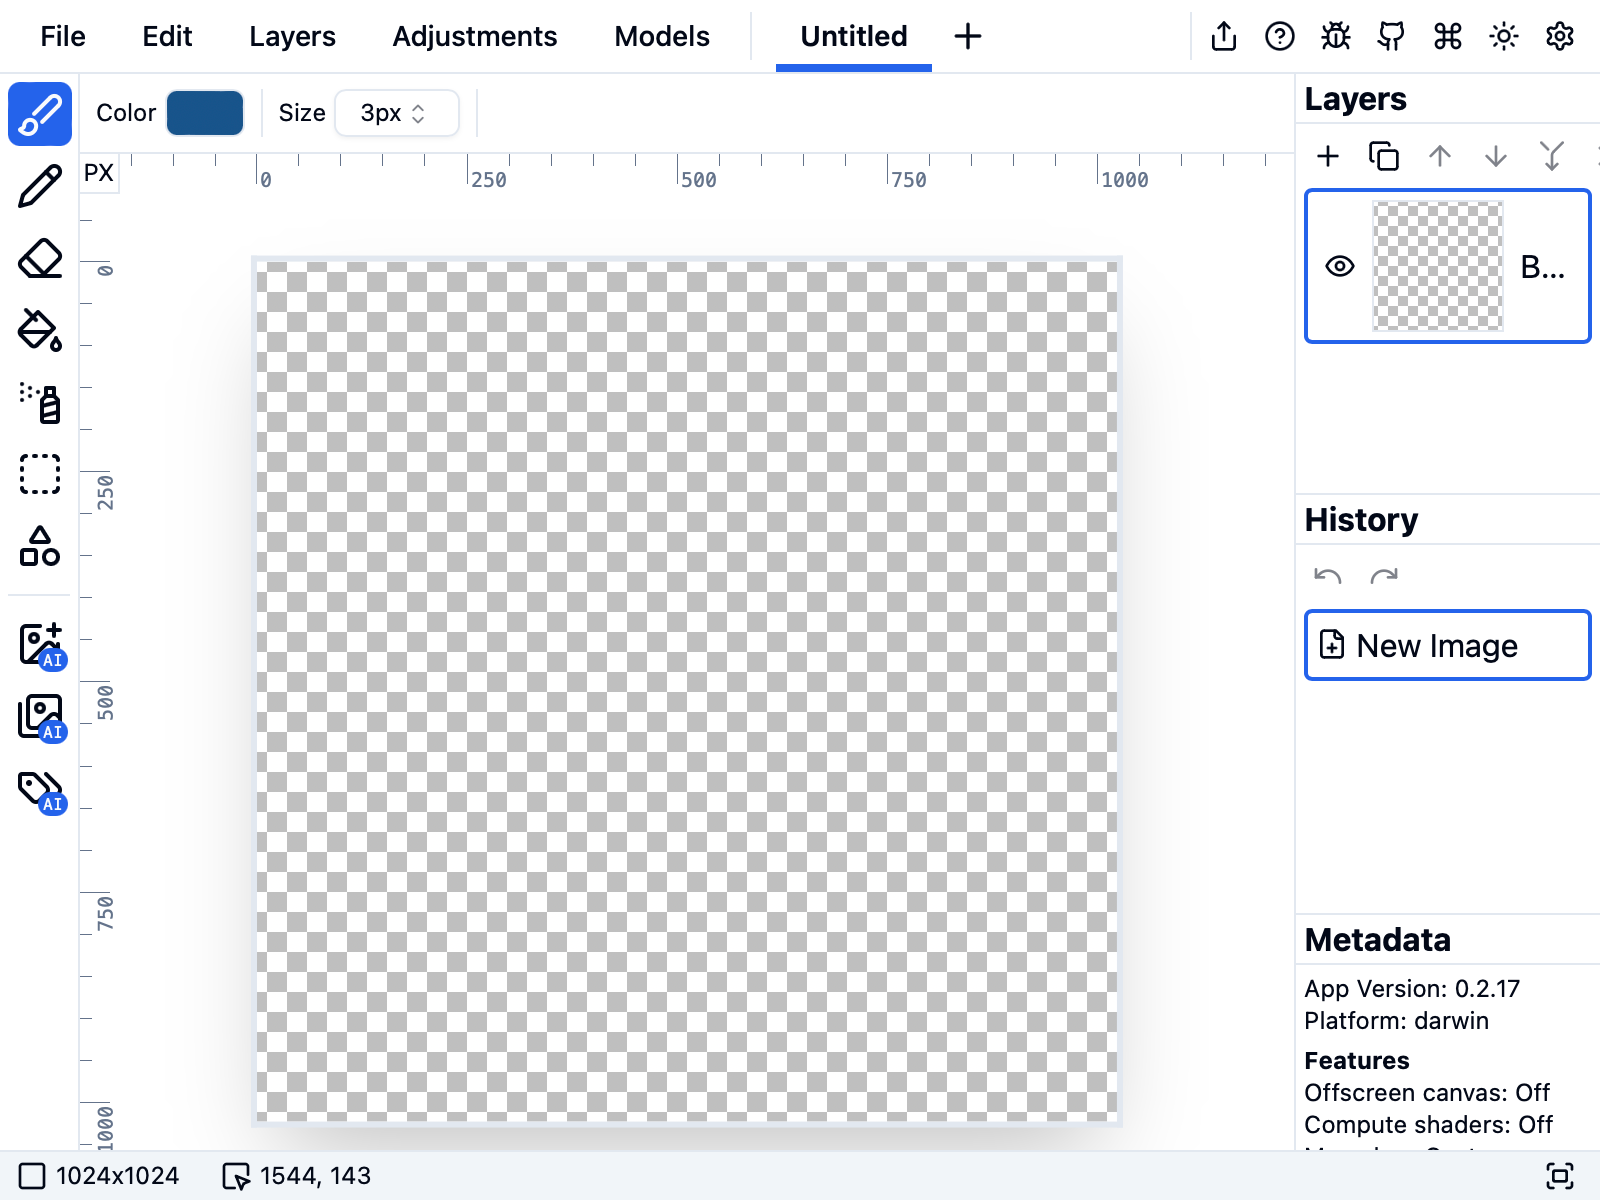 File Edit Layers Adjustments Models Untitled
Color Size 3px
PX
0 250 500 750 1000
0
250
500
750
1000
AI
AI
AI
Layers
B...
History
New Image
Metadata
App Version: 0.2.17
Platform: darwin
Features
Offscreen canvas: Off
Compute shaders: Off
1024x1024 1544, 143